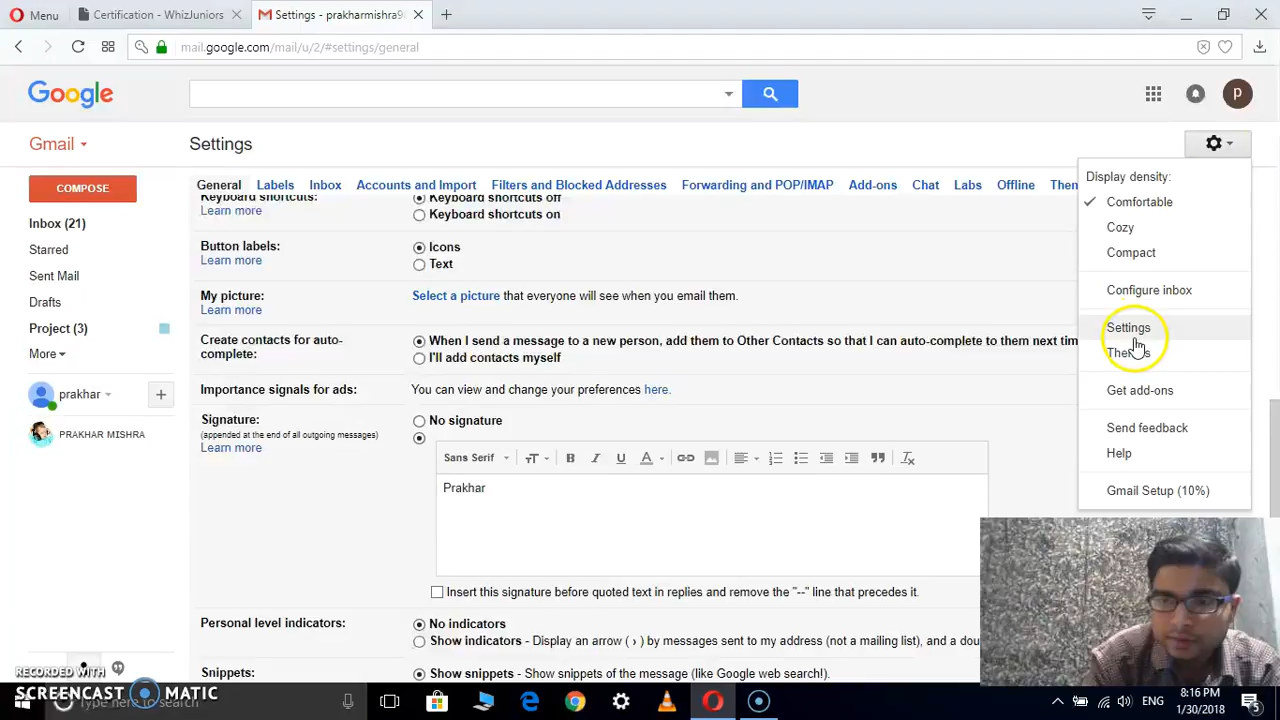 Menu
Certification - WhizJuniors
Settings - prakharmishra9
mail.google.com/mail/u/2/#settings/general
Google
p
Gmail
Settings
General Labels Inbox Accounts and Import Filters and Blocked Addresses Forwarding and POP/IMAP Add-ons Chat Labs Offline
COMPOSE
Inbox (21)
Starred
Sent Mail
Drafts
Project (3)
More
prakhar
PRAKHAR MISHRA
Keyboard shortcuts:
Learn more
Keyboard shortcuts off
Keyboard shortcuts on
Button labels:
Learn more
Icons
Text
My picture:
Learn more
Select a picture that everyone will see when you email them.
Create contacts for auto-
complete:
When I send a message to a new person, add them to Other Contacts so that I can auto-complete to them next tim
I'll add contacts myself
Importance signals for ads:
You can view and change your preferences here.
Signature:
(appended at the end of all outgoing messages)
Learn more
No signature
Sans Serif
Prakhar
Insert this signature before quoted text in replies and remove the "--" line that precedes it.
Personal level indicators:
No indicators
Show indicators - Display an arrow ( › ) by messages sent to my address (not a mailing list), and a dou
Snippets:
Show snippets - Show snippets of the message (like Google web search!).
Display density:
Comfortable
Cozy
Compact
Configure inbox
Settings
Themes
Get add-ons
Send feedback
Help
Gmail Setup (10%)
RECORDED WITH
SCREENCAST MATIC
Type here to search
ENG
8:16 PM
1/30/2018
5